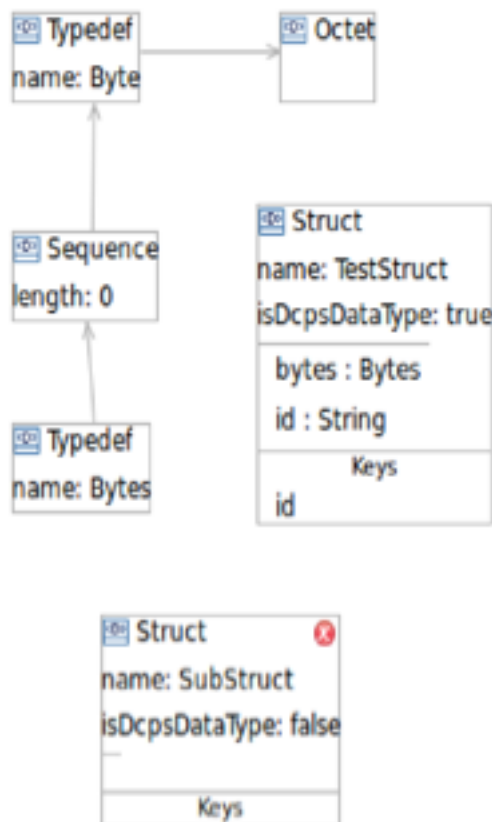 Typedef
name: Byte
Octet
Sequence
length: 0
Typedef
name: Bytes
Struct
name: TestStruct
isDcpsDataType: true
bytes : Bytes
id : String
Keys
id
Struct
name: SubStruct
isDcpsDataType: false
Keys